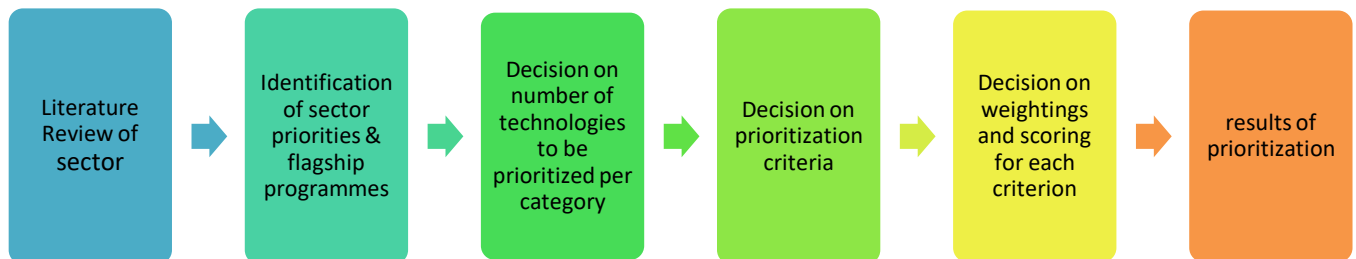 Literature
Review of
sector
Identification
of sector
priorities &
flagship
programmes
Decision on
number of
technologies
to be
prioritized per
category
Decision on
prioritization
criteria
Decision on
weightings
and scoring
for each
criterion
results of
prioritization